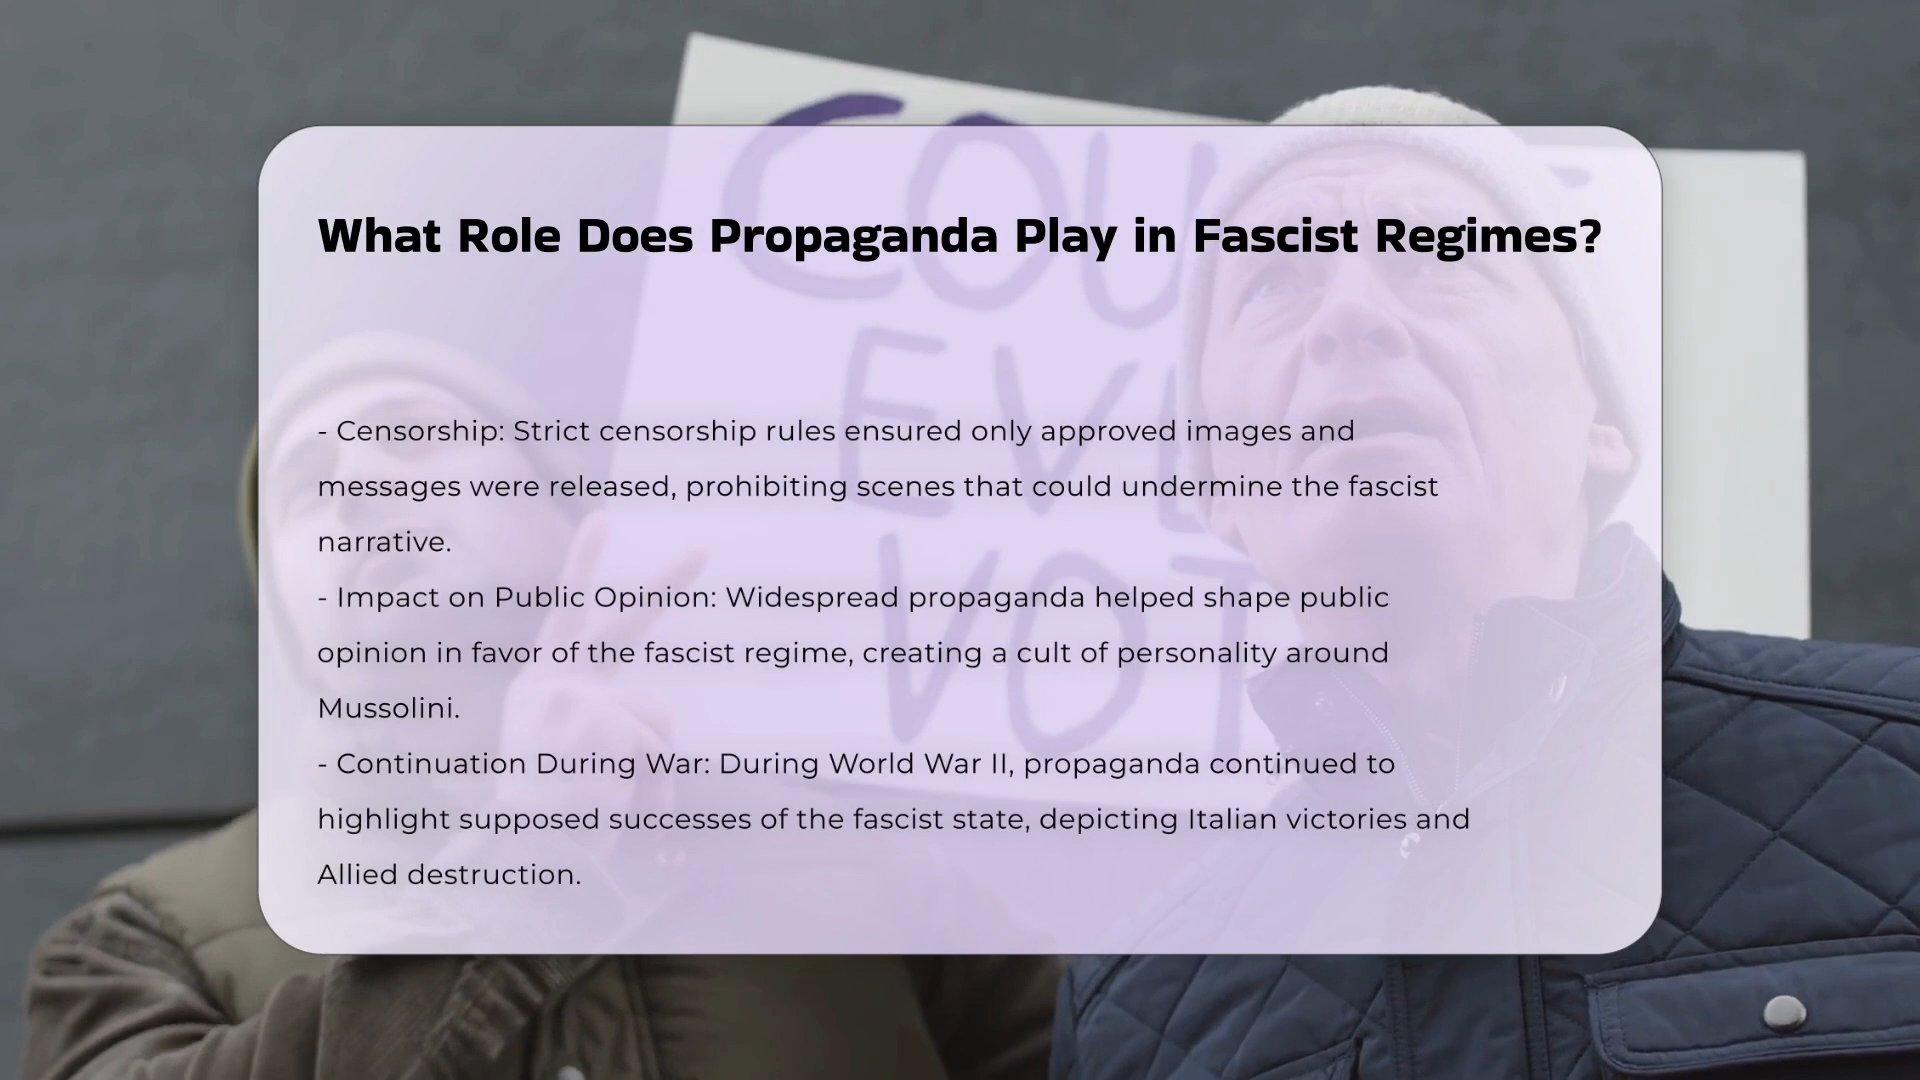 COU
What Role Does Propaganda Play in Fascist Regimes?
EV
- Censorship: Strict censorship rules ensured only approved images and
messages were released, prohibiting scenes that could undermine the fascist
narrative.
- Impact on Public Opinion: Widespread propaganda helped shape public
opinion in favor of the fascist regime, creating a cult of personality around
Mussolini.
VOT
- Continuation During War: During World War II, propaganda continued to
highlight supposed successes of the fascist state, depicting Italian victories and
Allied destruction.